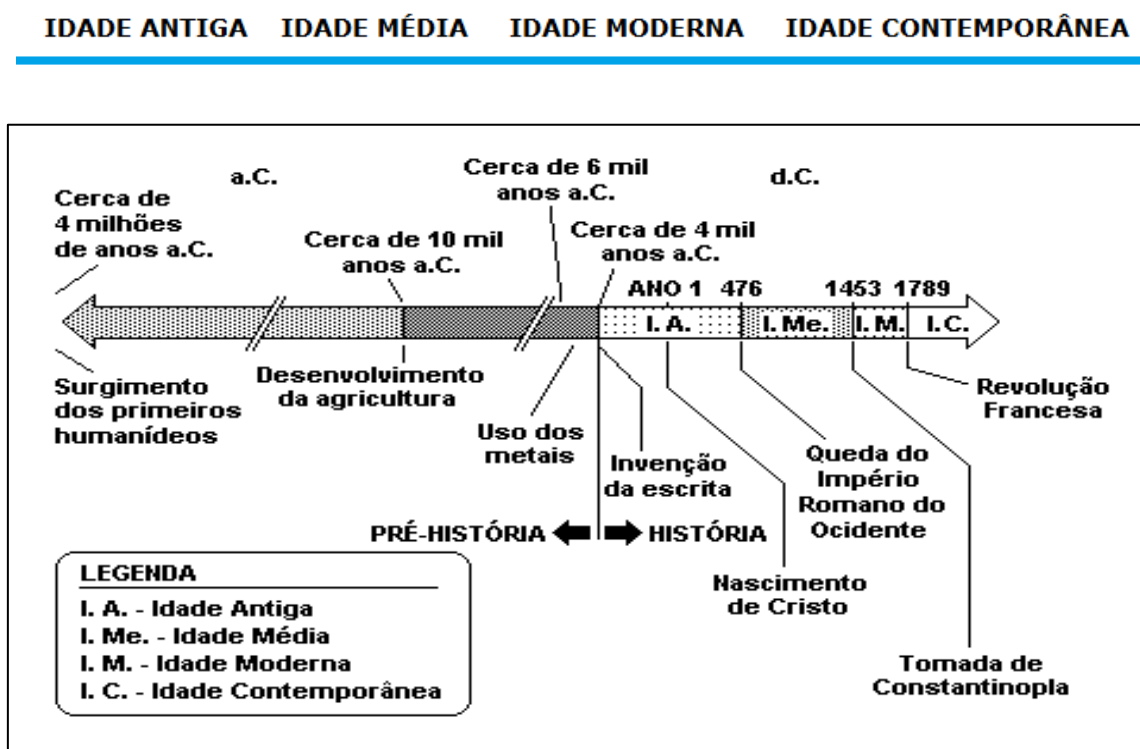 IDADE ANTIGA IDADE MÉDIA IDADE MODERNA IDADE CONTEMPORÂNEA
a.C.
d.C.
Cerca de
4 milhões
de anos a.C.
Cerca de 10 mil
anos a.C.
Cerca de 6 mil
anos a.C.
Cerca de 4 mil
anos a.C.
ANO 1 476 1453 1789
I. A. I. Me. I. M. I. C.
Surgimento
dos primeiros
humanídeos
Desenvolvimento
da agricultura
Uso dos
metais
Invenção
da escrita
Nascimento
de Cristo
Queda do
Império
Romano do
Ocidente
Tomada de
Constantinopla
Revolução
Francesa
PRÉ-HISTÓRIA HISTÓRIA
LEGENDA
I. A. - Idade Antiga
I. Me. - Idade Média
I. M. - Idade Moderna
I. C. - Idade Contemporânea